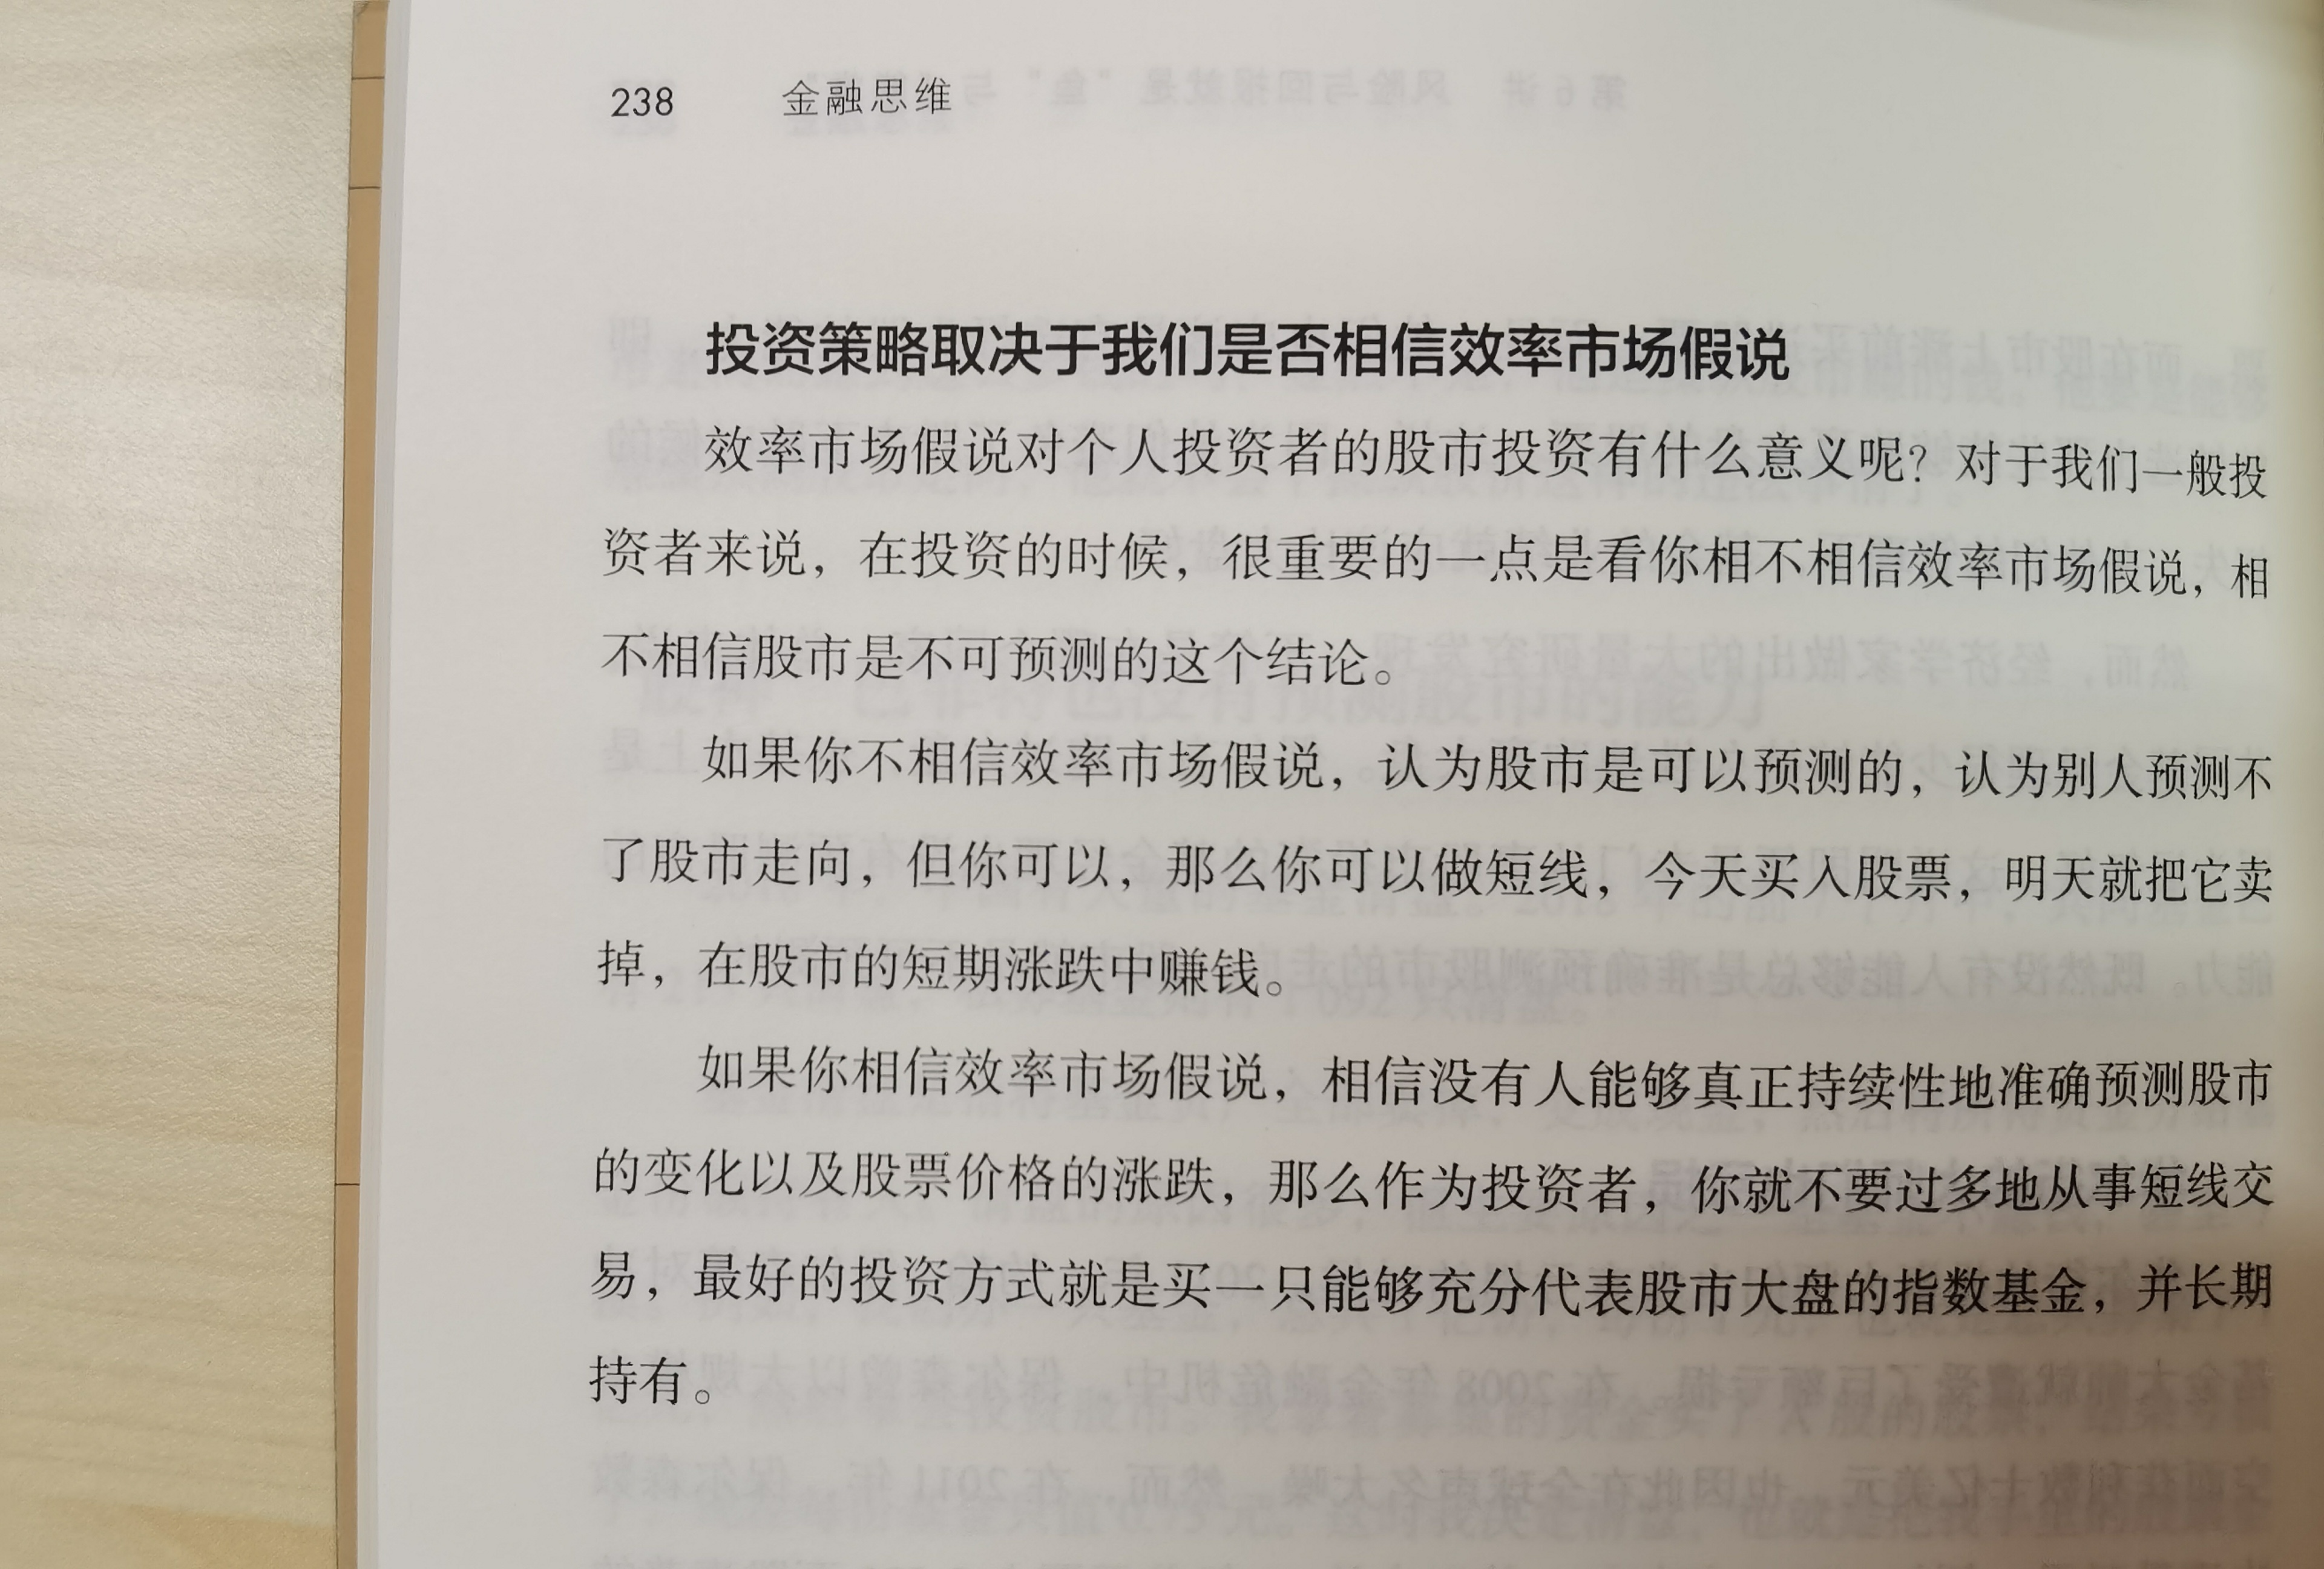 238 金融思维
投资策略取决于我们是否相信效率市场假说
效率市场假说对个人投资者的股市投资有什么意义呢？对于我们一般投
资者来说，在投资的时候，很重要的一点是看你相不相信效率市场假说，相
不相信股市是不可预测的这个结论。
如果你不相信效率市场假说，认为股市是可以预测的，认为别人预测不
了股市走向，但你可以，那么你可以做短线，今天买入股票，明天就把它卖
掉，在股市的短期涨跌中赚钱。
如果你相信效率市场假说，相信没有人能够真正持续性地准确预测股市
的变化以及股票价格的涨跌，那么作为投资者，你就不要过多地从事短线交
易，最好的投资方式就是买一只能够充分代表股市大盘的指数基金，并长期
持有。